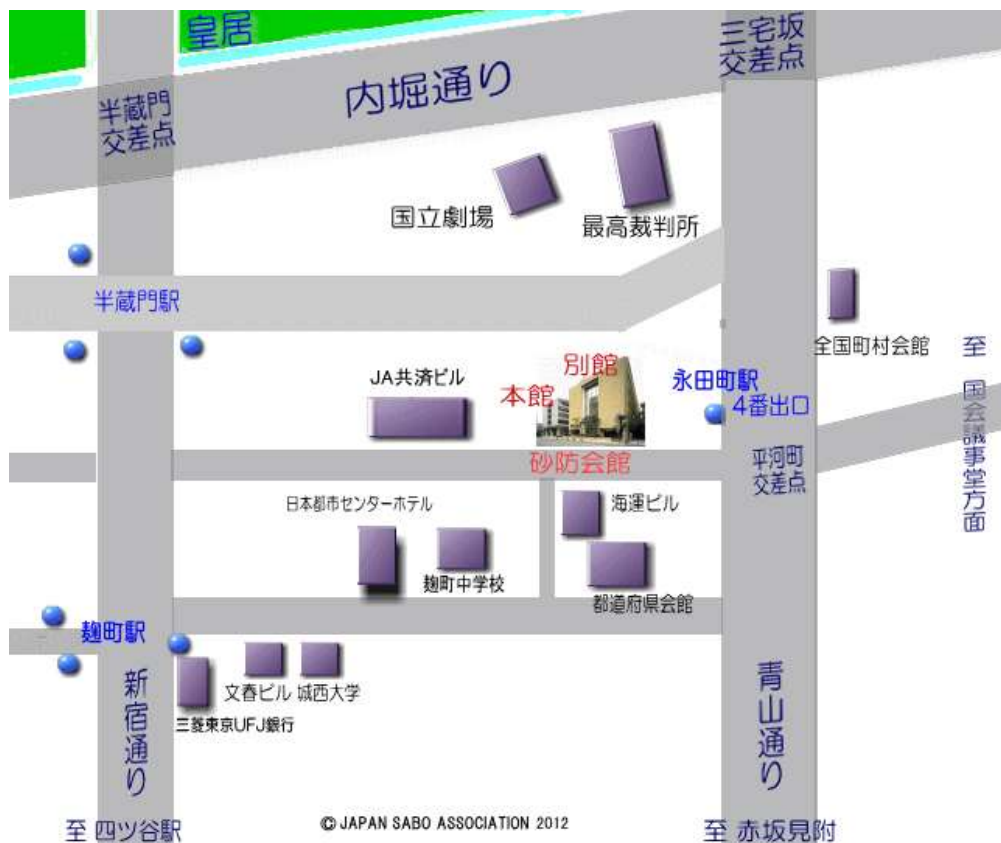 皇居
三宅坂
交差点
内堀通り
半蔵門
交差点
国立劇場
最高裁判所
半蔵門駅
全国町村会館
至 国会議事堂方面
別館
本館
JA共済ビル
永田町駅
4番出口
砂防会館
平河町
交差点
日本都市センターホテル
海運ビル
麹町中学校
都道府県会館
麹町駅
文春ビル
城西大学
三菱東京UFJ銀行
新宿通り
青山通り
至 四ツ谷駅
© JAPAN SABO ASSOCIATION 2012
至 赤坂見附